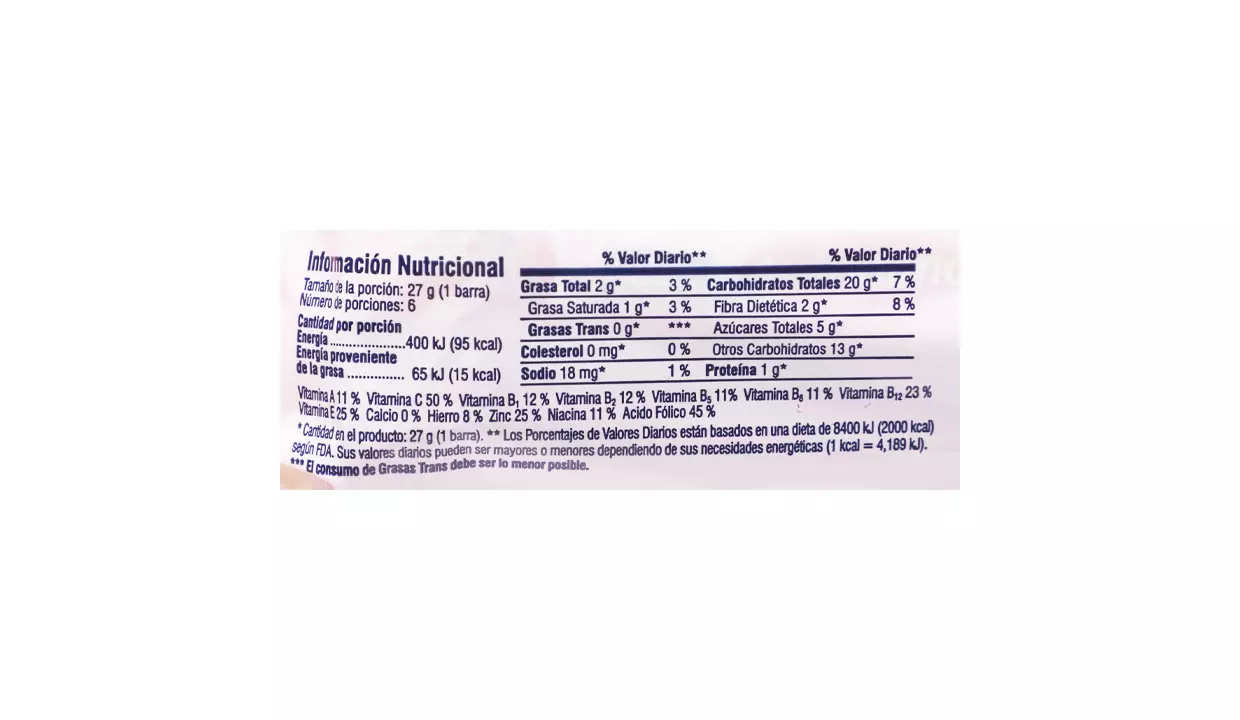 Información Nutricional
Tamaño de la porción: 27 g (1 barra)
Número de porciones: 6
Cantidad por porción
Energía ....................400 kJ (95 kcal)
Energía proveniente
de la grasa ............... 65 kJ (15 kcal)
% Valor Diario** % Valor Diario**
Grasa Total 2 g* 3 % Carbohidratos Totales 20 g* 7 %
Grasa Saturada 1 g* 3 % Fibra Dietética 2 g* 8 %
Grasas Trans 0 g* *** Azúcares Totales 5 g*
Colesterol 0 mg* 0 % Otros Carbohidratos 13 g*
Sodio 18 mg* 1 % Proteína 1 g*
Vitamina A 11 % Vitamina C 50 % Vitamina B₁ 12 % Vitamina B₂ 12 % Vitamina B₅ 11% Vitamina B₆ 11 % Vitamina B₁₂ 23 %
Vitamina E 25 % Calcio 0 % Hierro 8 % Zinc 25 % Niacina 11 % Acido Fólico 45 %
* Cantidad en el producto: 27 g (1 barra). ** Los Porcentajes de Valores Diarios están basados en una dieta de 8400 kJ (2000 kcal)
según FDA. Sus valores diarios pueden ser mayores o menores dependiendo de sus necesidades energéticas (1 kcal = 4,189 kJ).
*** El consumo de Grasas Trans debe ser lo menor posible.